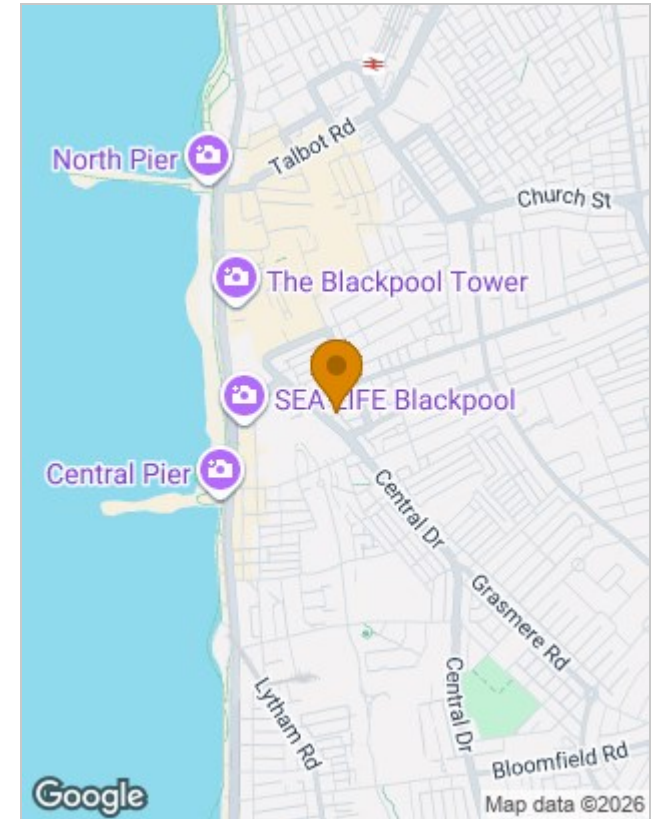 North Pier
Talbot Rd
Church St
The Blackpool Tower
SEA LIFE Blackpool
Central Pier
Central Dr
Grasmere Rd
Central Dr
Lytham Rd
Bloomfield Rd
Google
Map data ©2026